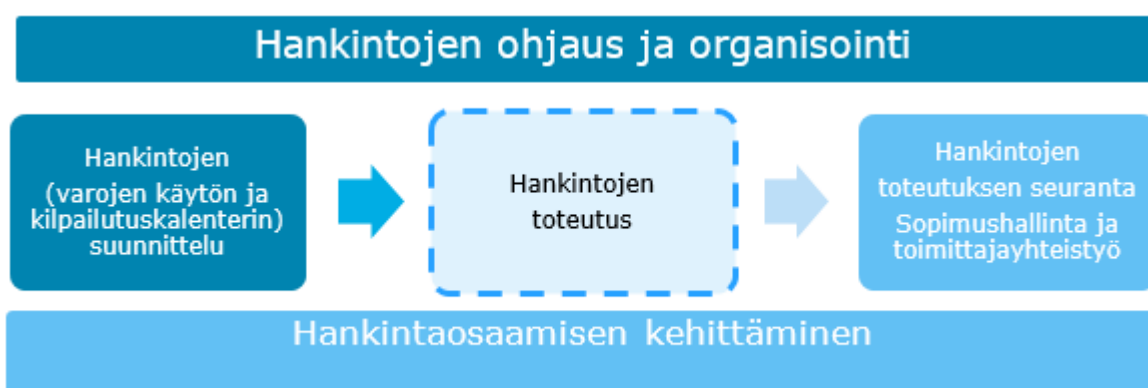 Hankintojen ohjaus ja organisointi
Hankintojen
(varojen käytön ja
kilpailutuskalenterin)
suunnittelu
Hankintojen
toteutus
Hankintojen
toteutuksen seuranta
Sopimushallinta ja
toimittajayhteistyö
Hankintaosaamisen kehittäminen